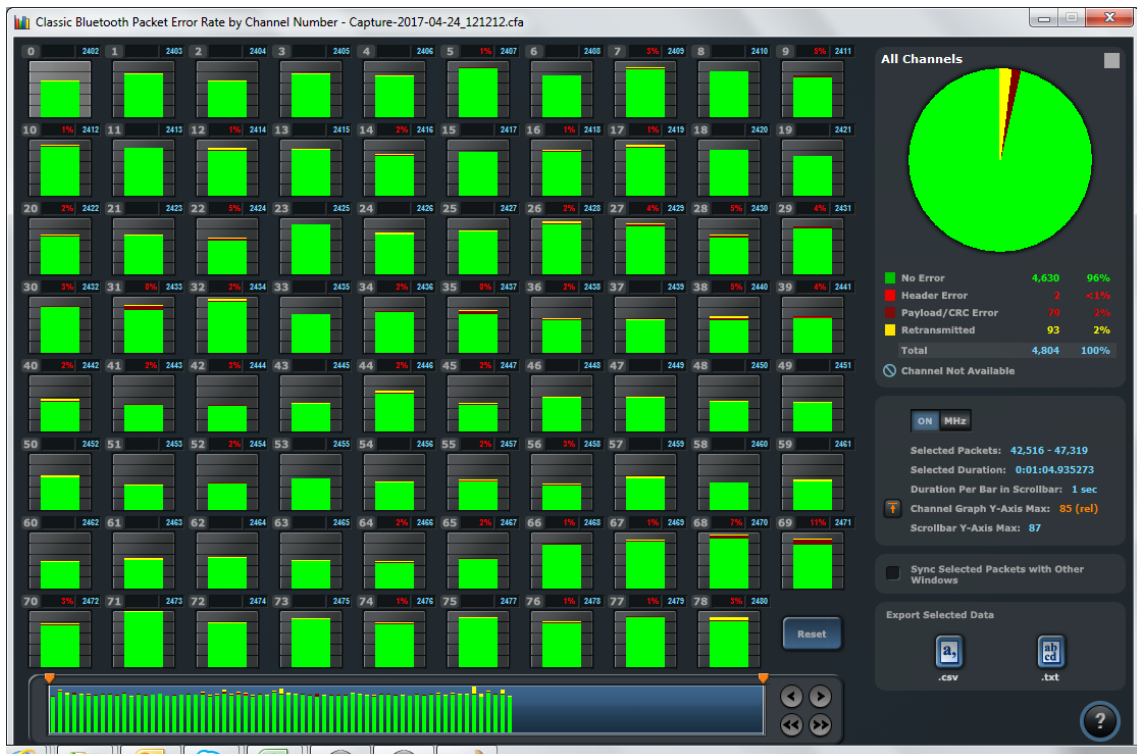 Classic Bluetooth Packet Error Rate by Channel Number - Capture-2017-04-24_121212.cfa
0 2402 1 2403 2 2404 3 2405 4 2406 5 1% 2407 6 2408 7 3% 2409 8 2410 9 5% 2411
10 1% 2412 11 2413 12 1% 2414 13 2415 14 2% 2416 15 2417 16 1% 2418 17 1% 2419 18 2420 19 2421
20 2% 2422 21 2423 22 5% 2424 23 2425 24 2426 25 2427 26 2% 2428 27 4% 2429 28 5% 2430 29 4% 2431
30 3% 2432 31 2433 32 2% 2434 33 2435 34 2% 2436 35 2437 36 2% 2438 37 2439 38 5% 2440 39 4% 2441
40 2% 2442 41 2% 2443 42 3% 2444 43 2445 44 2% 2446 45 2% 2447 46 2448 47 2449 48 2450 49 2451
50 2452 51 2453 52 2% 2454 53 2455 54 2456 55 2% 2457 56 3% 2458 57 2459 58 2460 59 2461
60 2462 61 2463 62 2464 63 2465 64 2% 2466 65 2% 2467 66 2468 67 1% 2469 68 7% 2470 69 11% 2471
70 3% 2472 71 2473 72 2474 73 2475 74 1% 2476 75 2477 76 1% 2478 77 1% 2479 78 3% 2480
Reset
All Channels
No Error 4,630 96%
Header Error 2 <1%
Payload/CRC Error 79 2%
Retransmitted 93 2%
Total 4,804 100%
Channel Not Available
ON MHz
Selected Packets: 42,516 - 47,319
Selected Duration: 0:01:04.935273
Duration Per Bar in Scrollbar: 1 sec
Channel Graph Y-Axis Max: 85 (rel)
Scrollbar Y-Axis Max: 87
Sync Selected Packets with Other
Windows
Export Selected Data
a,
ab
cd
.csv .txt
?